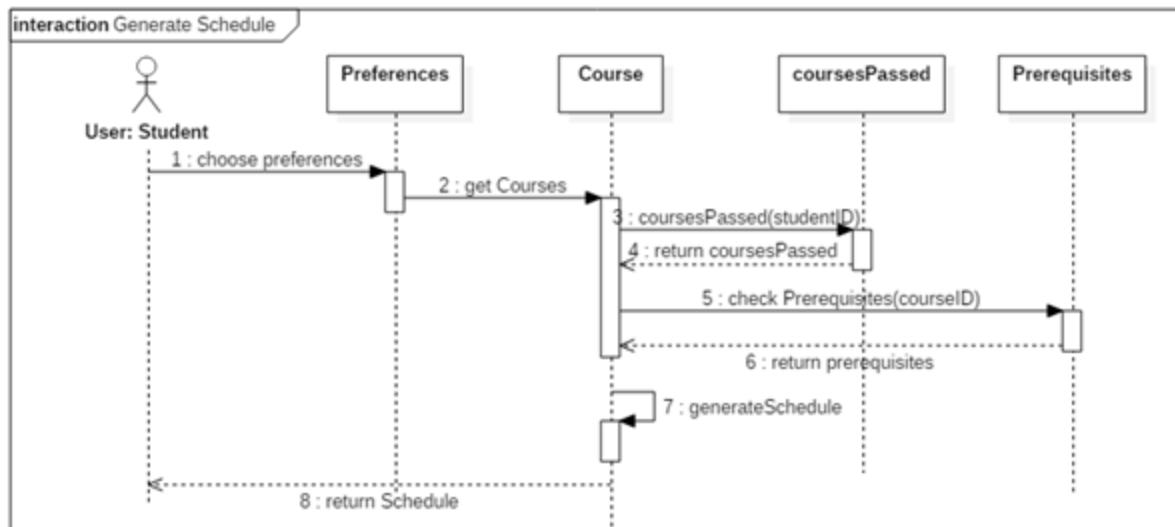 interaction Generate Schedule
Preferences
Course
coursesPassed
Prerequisites
User: Student
1 : choose preferences
2 : get Courses
3 : coursesPassed(studentID)
4 : return coursesPassed
5 : check Prerequisites(courseID)
6 : return prerequisites
7 : generateSchedule
8 : return Schedule